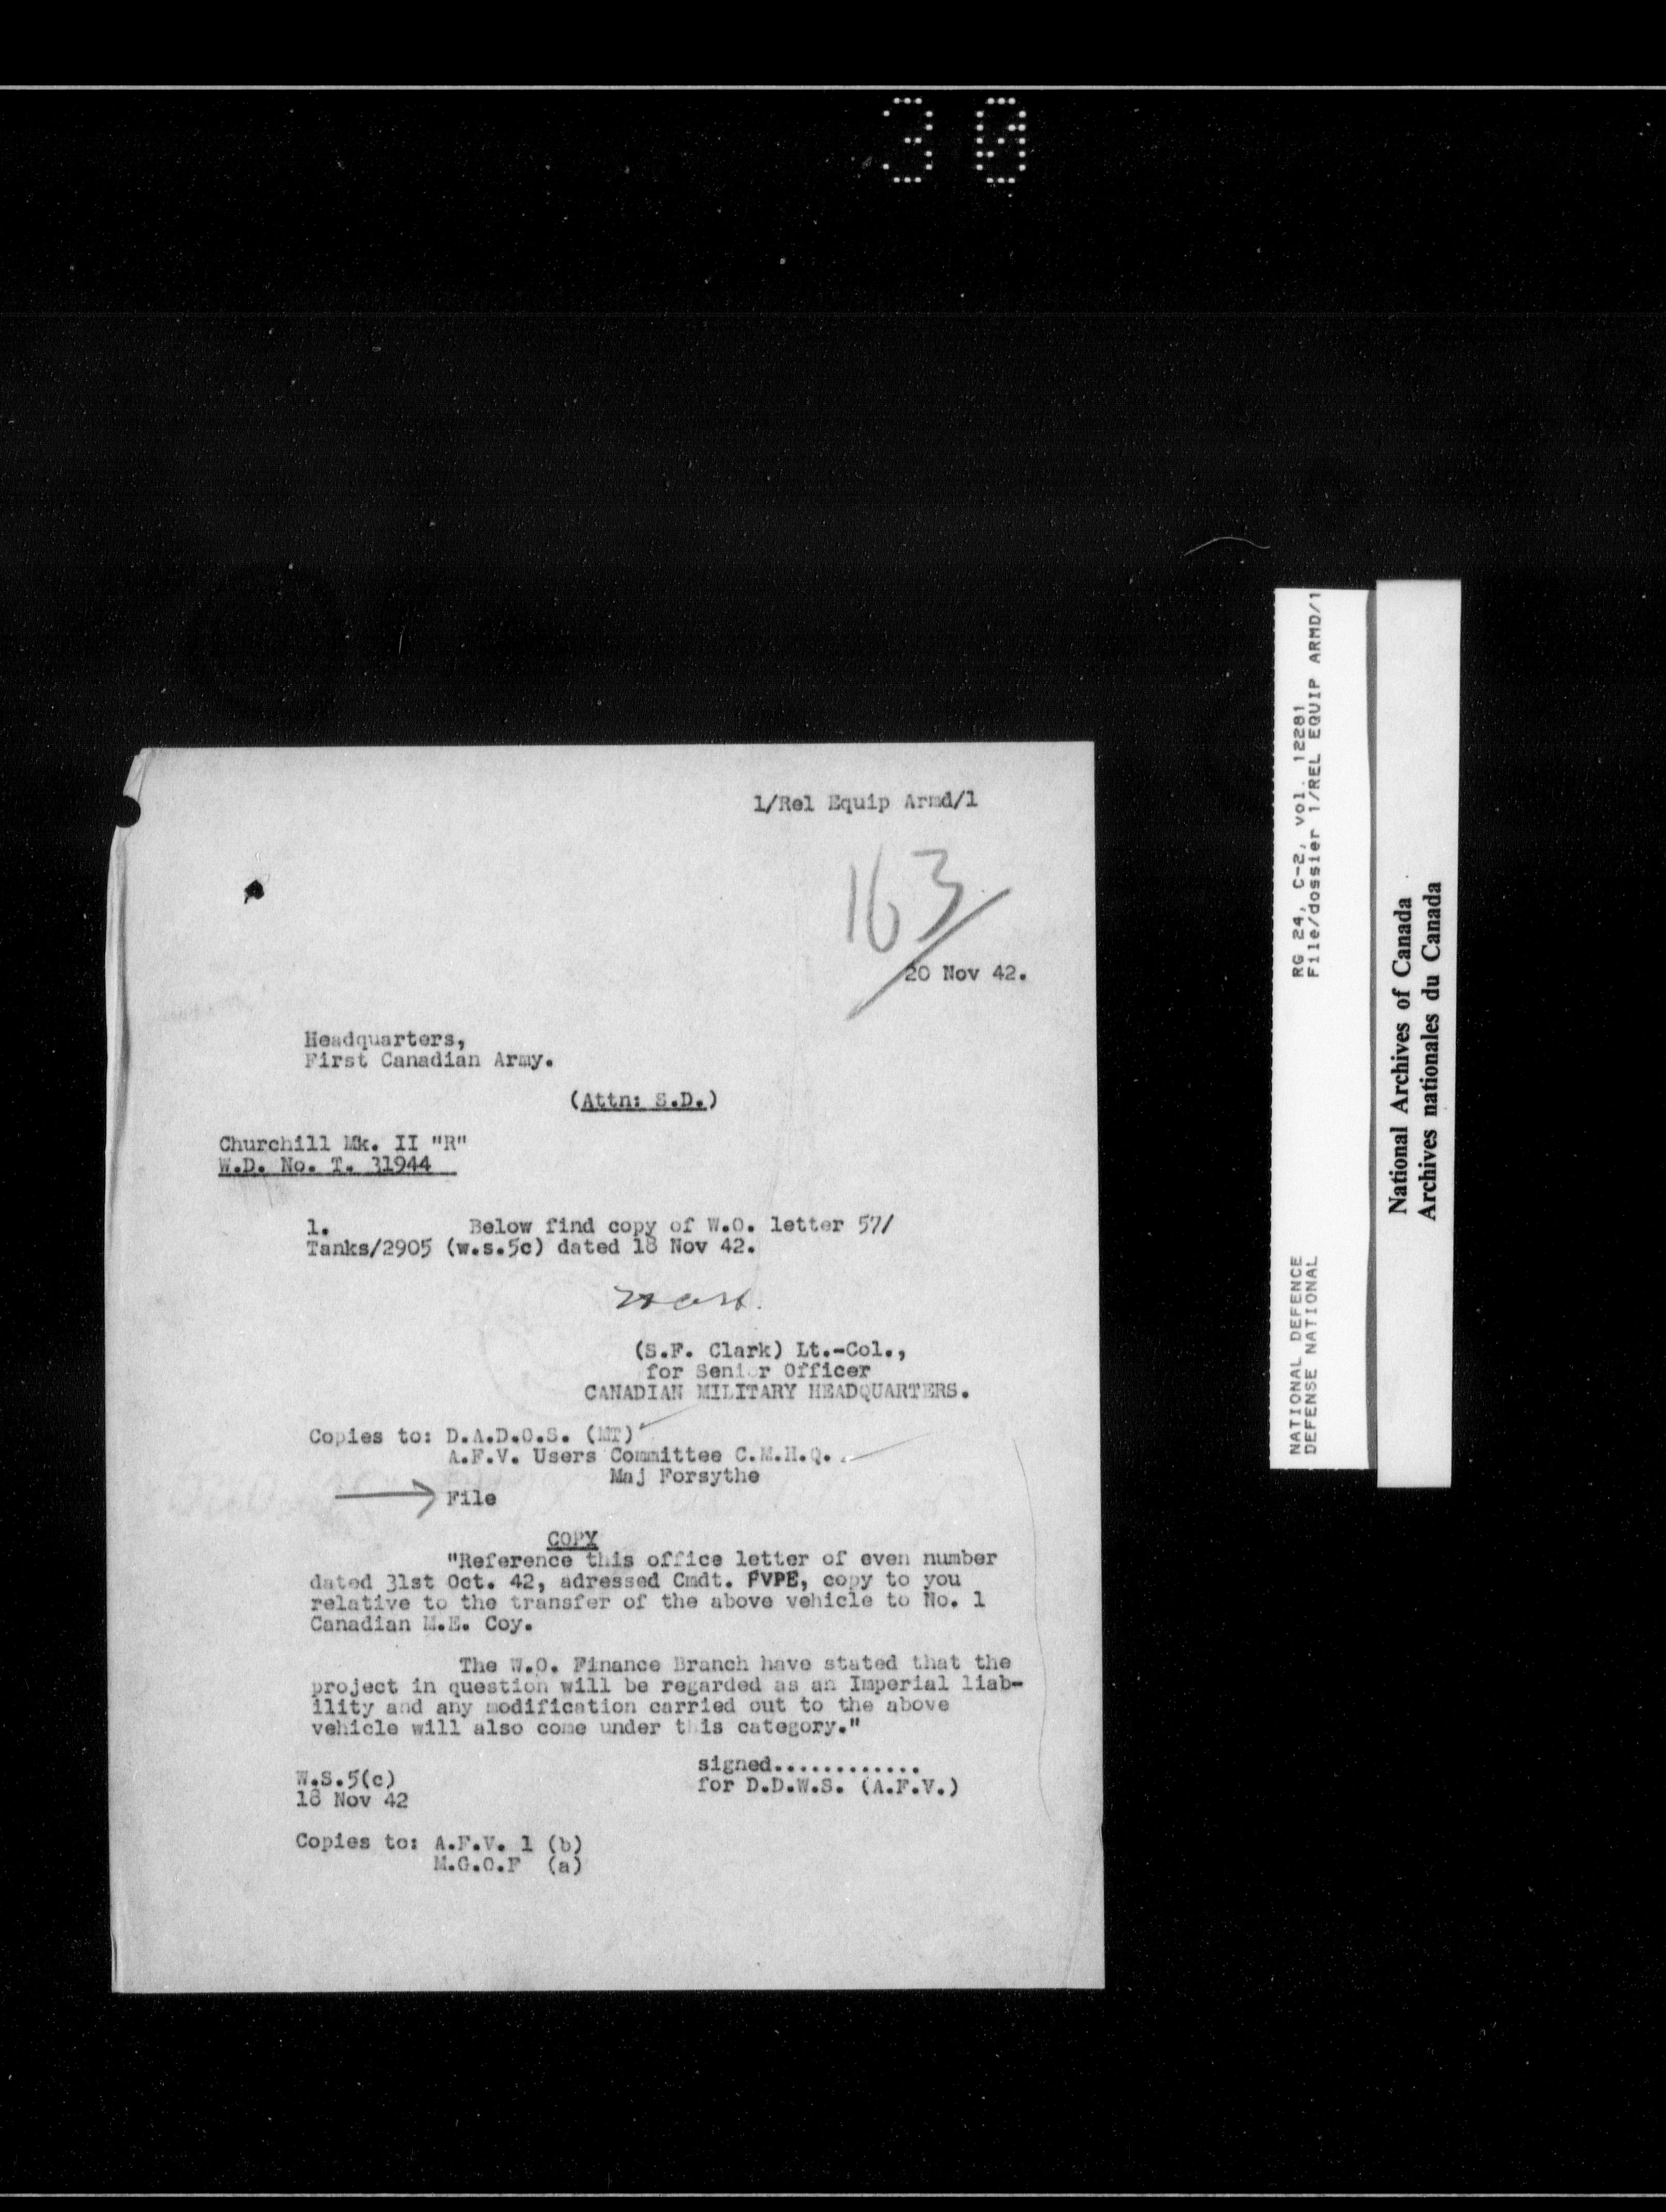 30
1/Rel Equip Armd/1
163
20 Nov 42.
Headquarters,
First Canadian Army.
(Attn: S.D.)
Churchill Mk. II "R"
W.D. No. T. 31944
1. Below find copy of W.O. letter 57/
Tanks/2905 (w.s.5c) dated 18 Nov 42.
(S.F. Clark) Lt.-Col.,
for Senior Officer
CANADIAN MILITARY HEADQUARTERS.
Copies to: D.A.D.O.S. (MT)
A.F.V. Users Committee C.M.H.Q.
Maj Forsythe
File
COPY
"Reference this office letter of even number
dated 31st Oct. 42, adressed Cmdt. FVPE, copy to you
relative to the transfer of the above vehicle to No. 1
Canadian M.E. Coy.
The W.O. Finance Branch have stated that the
project in question will be regarded as an Imperial liab-
ility and any modification carried out to the above
vehicle will also come under this category."
signed.............
for D.D.W.S. (A.F.V.)
W.S.5(c)
18 Nov 42
Copies to: A.F.V. 1 (b)
M.G.O.F (a)
RG 24, C-2, vol. 12281
File/dossier 1/REL EQUIP ARMD/1
NATIONAL DEFENCE
DEFENSE NATIONAL
National Archives of Canada
Archives nationales du Canada